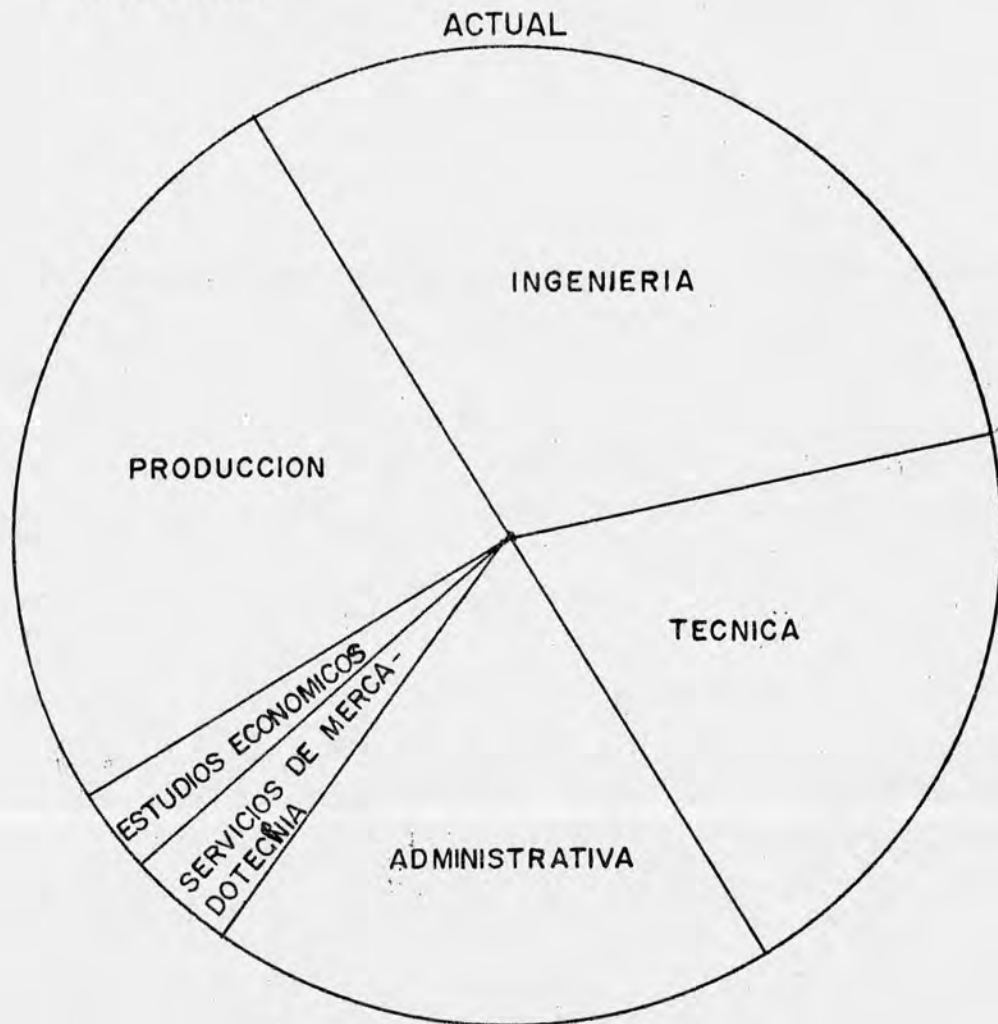 ACTUAL
INGENIERIA
PRODUCCION
TECNICA
ESTUDIOS ECONOMICOS
SERVICIOS DE MERCA-
DOTECNIA
ADMINISTRATIVA